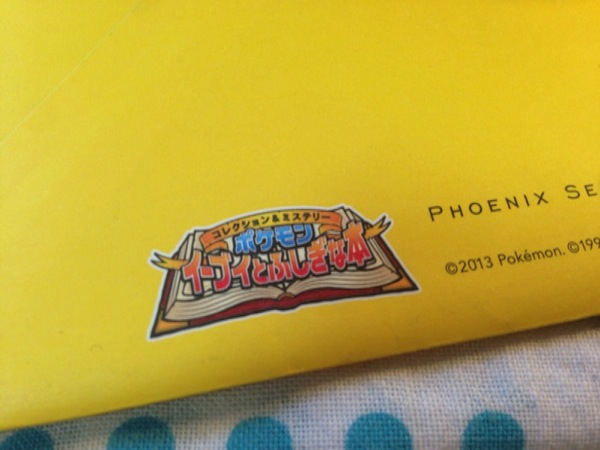 コレクション&ミステリー
ポケモン
イーブイとふしぎな本
PHOENIX SE
©2013 Pokémon. ©199